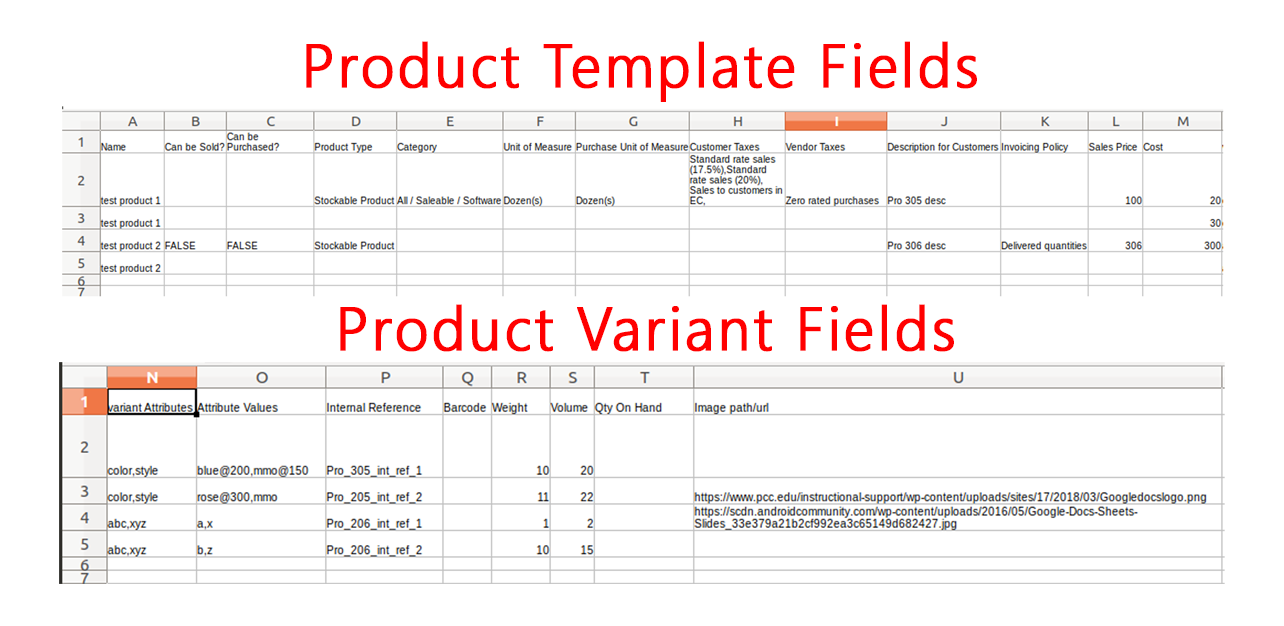 Product Template Fields
A B C D E F G H I J K L M
1 Name Can be Sold? Can be Purchased? Product Type Category Unit of Measure Purchase Unit of Measure Customer Taxes Vendor Taxes Description for Customers Invoicing Policy Sales Price Cost
2 test product 1 Stockable Product All / Saleable / Software Dozen(s) Dozen(s) Standard rate sales (17.5%),Standard rate sales (20%), Sales to customers in EC, Zero rated purchases Pro 305 desc 100 20
3 test product 1 30
4 test product 2 FALSE FALSE Stockable Product Pro 306 desc Delivered quantities 306 300
5 test product 2
6
7
Product Variant Fields
N O P Q R S T U
1 variant Attributes Attribute Values Internal Reference Barcode Weight Volume Qty On Hand Image path/url
2 color,style blue@200,mmo@150 Pro_305_int_ref_1 10 20
3 color,style rose@300,mmo Pro_205_int_ref_2 11 22 https://www.pcc.edu/instructional-support/wp-content/uploads/sites/17/2018/03/Googledocslogo.png
4 abc,xyz a,x Pro_206_int_ref_1 1 2 https://scdn.androidcommunity.com/wp-content/uploads/2016/05/Google-Docs-Sheets-Slides_33e379a21b2cf992ea3c65149d682427.jpg
5 abc,xyz b,z Pro_206_int_ref_2 10 15
6
7